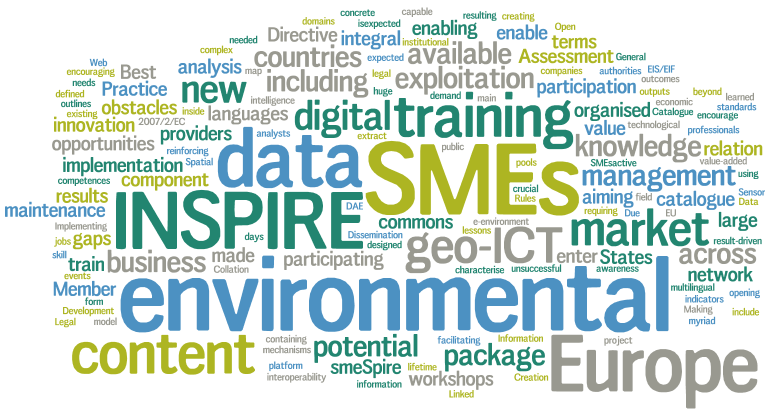 concrete capable resulting creating
domains isexpected institutional Open
needed Directive integral enabling enable terms
complex countries expected available Assessment General
Web analysis map legal exploitation companies authorities EIS/EIF
encouraging Best including huge participation outcomes
needs Practice new intelligence demand main outputs beyond learned
defined
outlines obstacles inside languages digital training organised economic Catalogue standards
existing 2007/2/EC encourage
innovation providers analysts extract value technological professionals
opportunities reinforcing data public knowledge relation
implementation Spatial SMEs pools SMEsactive value-added
competences component crucial management using
results Rules aiming field catalogue Sensor
maintenance INSPIRE DAE requiring Due EU Data
Implementing commons e-environment market large
jobs gaps days Dissemination lessons geo-ICT result-driven
skill made designed enter States across
train business Collation participating characterise unsuccessful awareness network
events
Member environmental multilingual
form indicators opening
Development Making
Legal model myriad include
content containing potential facilitating Information project
mechanisms package Europe
platform smeSpire lifetime
interoperability information workshops Creation
Linked